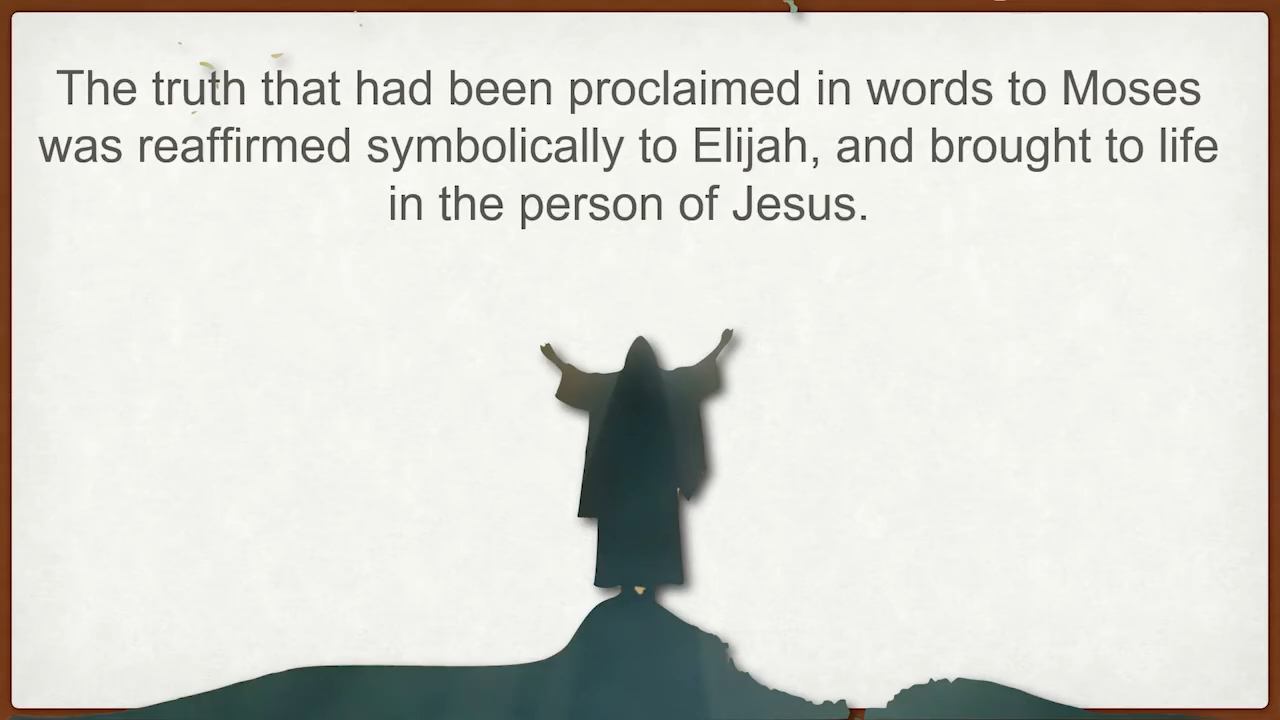 The truth that had been proclaimed in words to Moses
was reaffirmed symbolically to Elijah, and brought to life
in the person of Jesus.